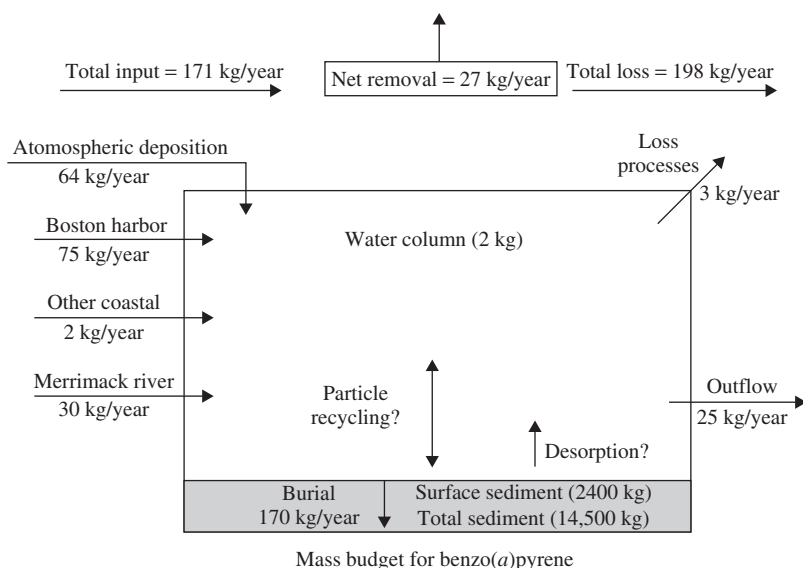 Total input = 171 kg/year
Net removal = 27 kg/year
Total loss = 198 kg/year
Atomospheric deposition
64 kg/year
Loss
processes
3 kg/year
Boston harbor
75 kg/year
Water column (2 kg)
Other coastal
2 kg/year
Merrimack river
30 kg/year
Particle
recycling?
Outflow
25 kg/year
Desorption?
Burial
170 kg/year
Surface sediment (2400 kg)
Total sediment (14,500 kg)
Mass budget for benzo(a)pyrene